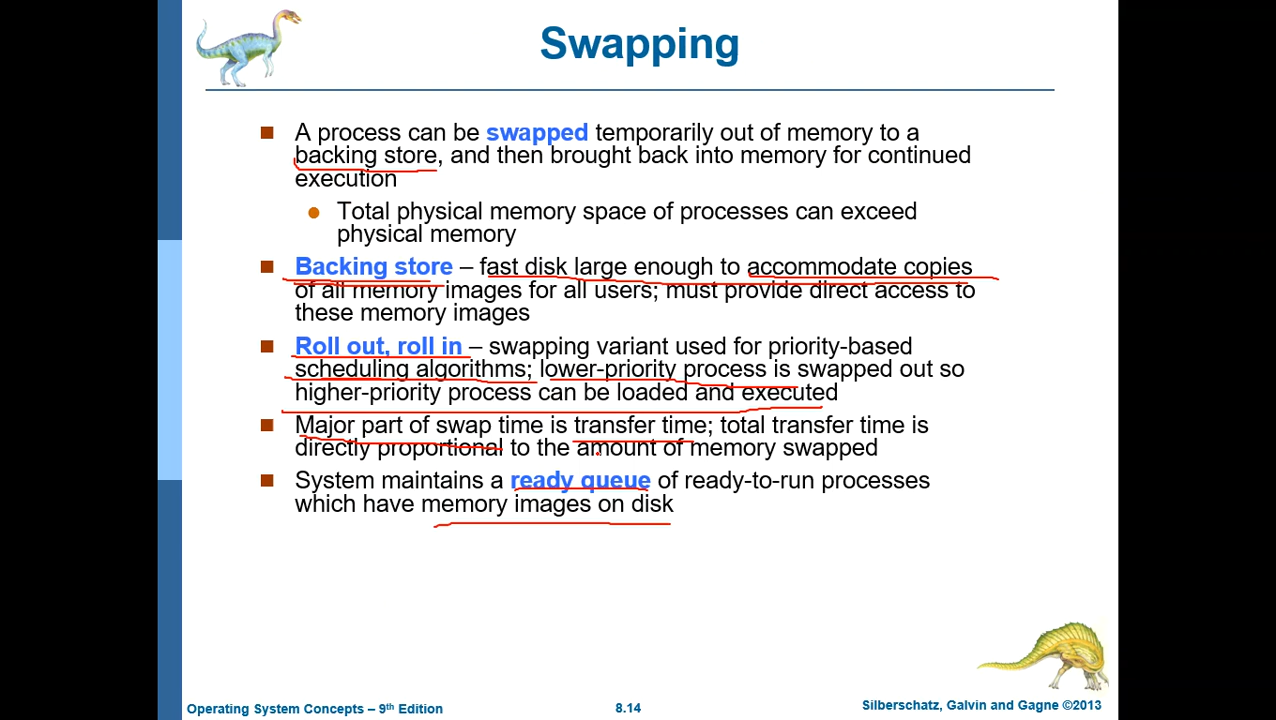 Swapping
A process can be swapped temporarily out of memory to a
backing store, and then brought back into memory for continued
execution
Total physical memory space of processes can exceed
physical memory
Backing store – fast disk large enough to accommodate copies
of all memory images for all users; must provide direct access to
these memory images
Roll out, roll in – swapping variant used for priority-based
scheduling algorithms; lower-priority process is swapped out so
higher-priority process can be loaded and executed
Major part of swap time is transfer time; total transfer time is
directly proportional to the amount of memory swapped
System maintains a ready queue of ready-to-run processes
which have memory images on disk
Operating System Concepts – 9th Edition
8.14
Silberschatz, Galvin and Gagne ©2013